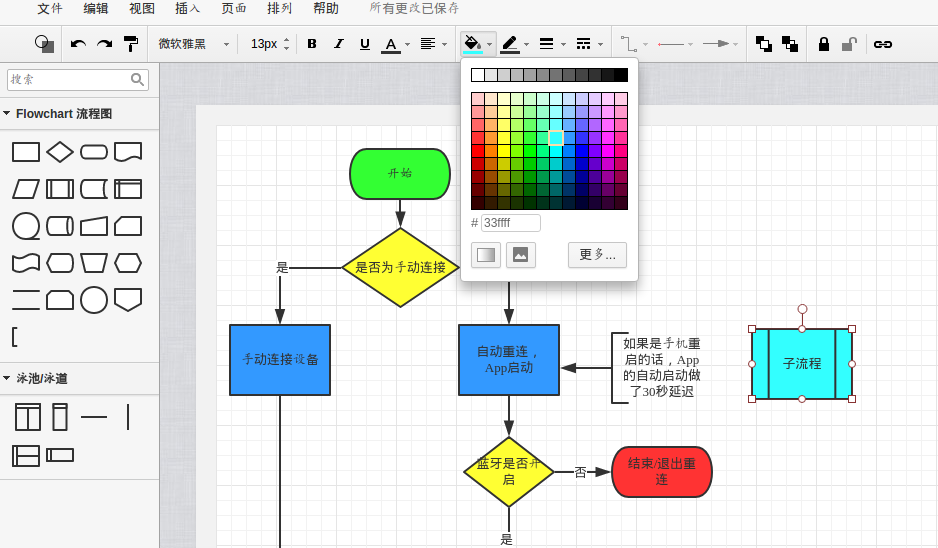 文件 编辑 视图 插入 页面 排列 帮助 所有更改已保存
微软雅黑 13px B I U A
搜索
Flowchart 流程图
泳池/泳道
# 33ffff
更多...
开始
是否为手动连接
是
手动连接设备
自动重连，
App启动
如果是手机重
启的话，App
的自动启动做
了30秒延迟
子流程
蓝牙是否开
启
否
结束/退出重
连
是